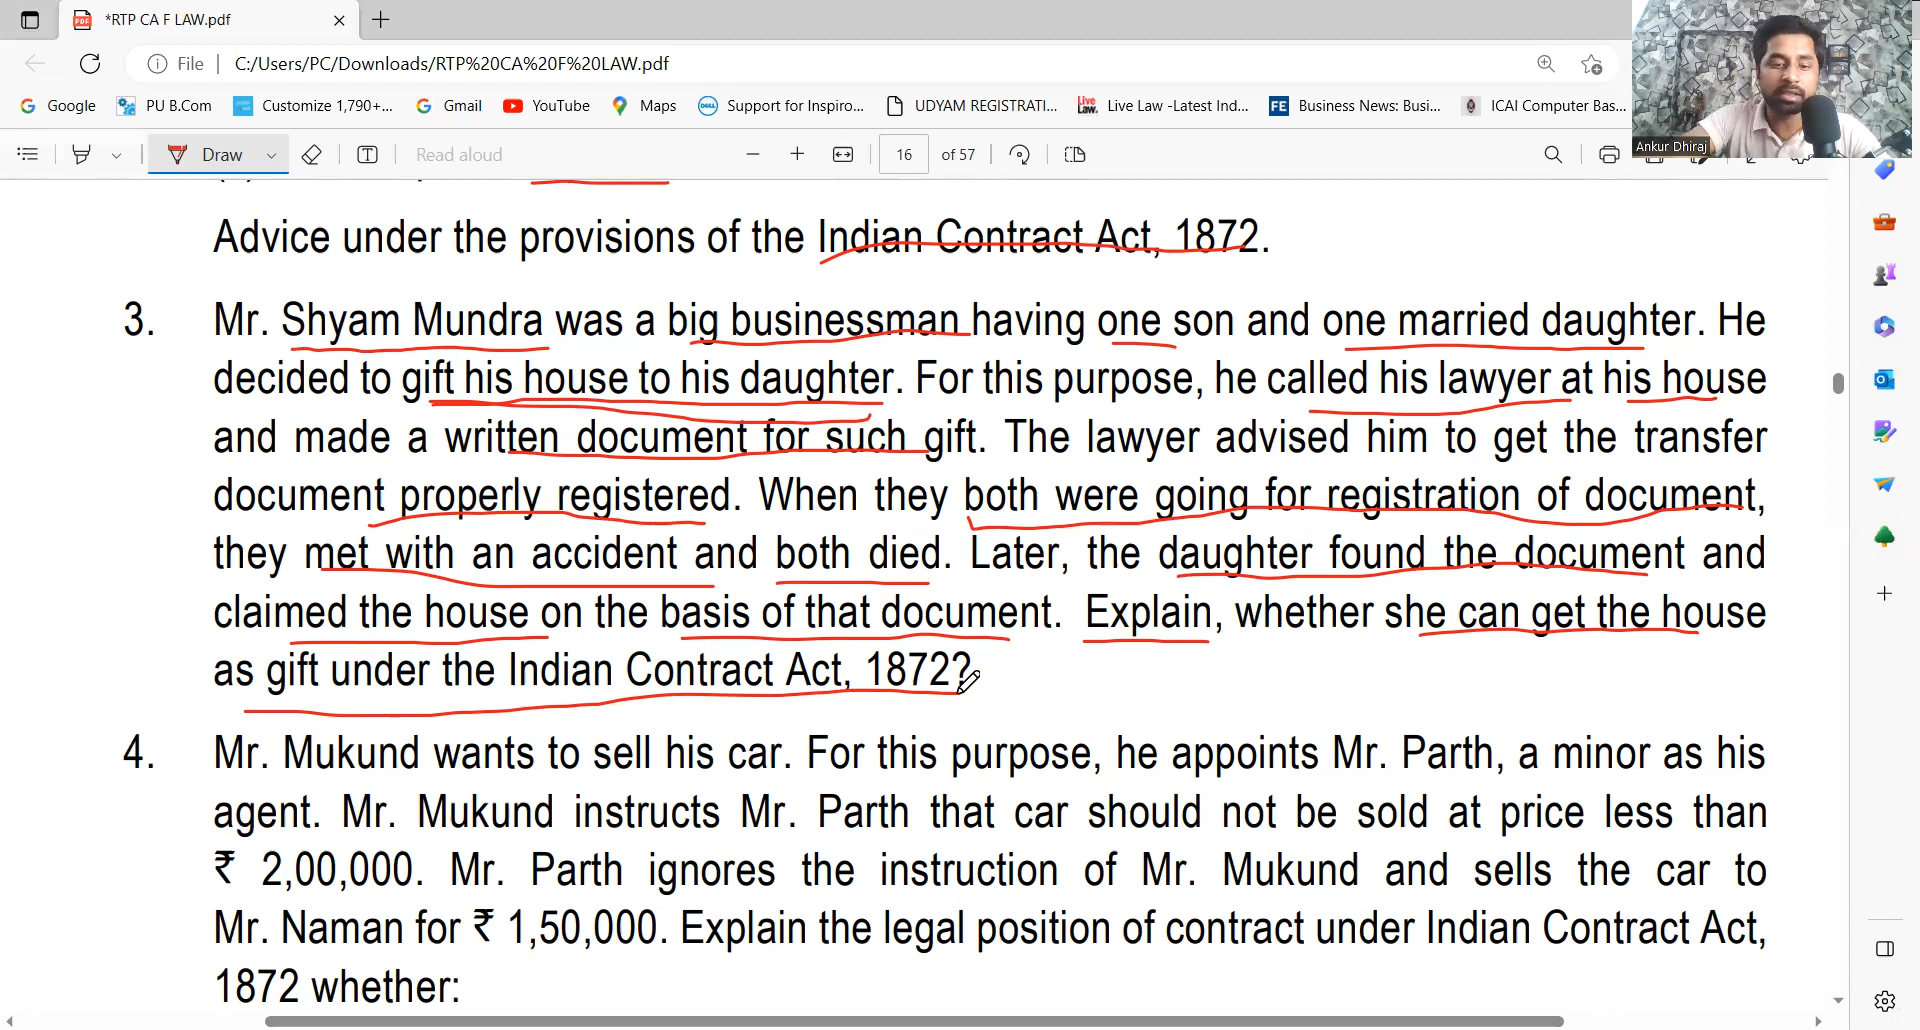 *RTP CA F LAW.pdf
File C:/Users/PC/Downloads/RTP%20CA%20F%20LAW.pdf
Google PU B.Com Customize 1,790+... Gmail YouTube Maps Support for Inspiro... UDYAM REGISTRATI... Live Law -Latest Ind... Business News: Busi... ICAI Computer Bas...
Draw Read aloud 16 of 57
Ankur Dhiraj
Advice under the provisions of the Indian Contract Act, 1872.
3. Mr. Shyam Mundra was a big businessman having one son and one married daughter. He
decided to gift his house to his daughter. For this purpose, he called his lawyer at his house
and made a written document for such gift. The lawyer advised him to get the transfer
document properly registered. When they both were going for registration of document,
they met with an accident and both died. Later, the daughter found the document and
claimed the house on the basis of that document. Explain, whether she can get the house
as gift under the Indian Contract Act, 1872?
4. Mr. Mukund wants to sell his car. For this purpose, he appoints Mr. Parth, a minor as his
agent. Mr. Mukund instructs Mr. Parth that car should not be sold at price less than
₹ 2,00,000. Mr. Parth ignores the instruction of Mr. Mukund and sells the car to
Mr. Naman for ₹ 1,50,000. Explain the legal position of contract under Indian Contract Act,
1872 whether: